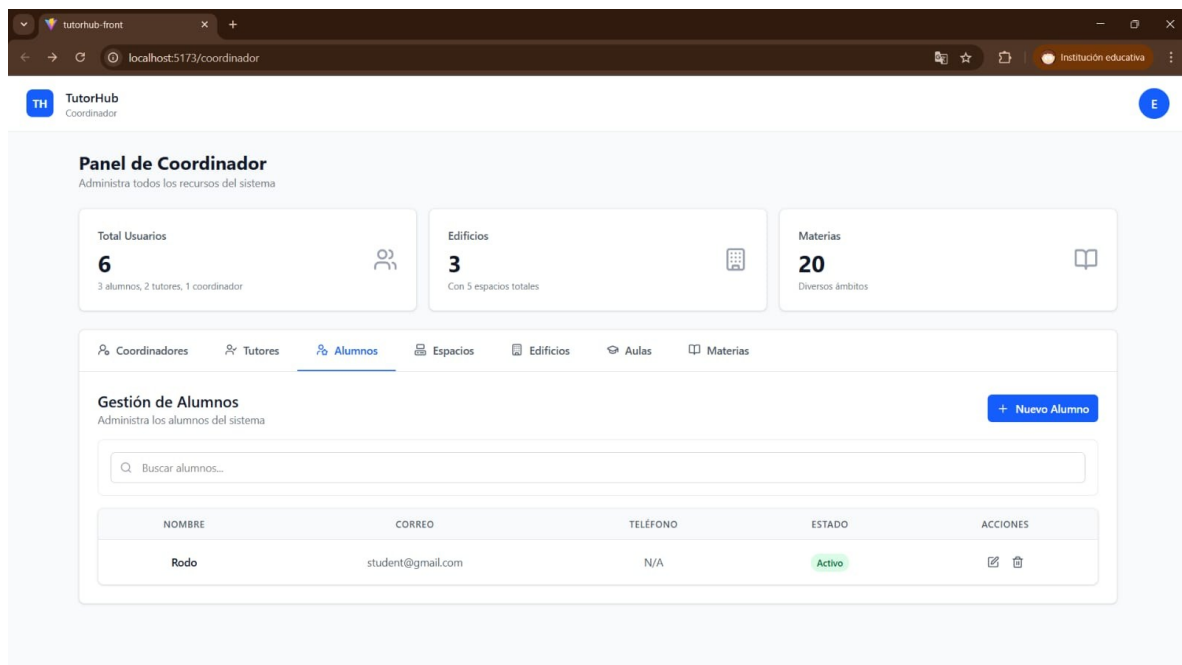 tutorhub-front
localhost:5173/coordinador
Institución educativa
TH
TutorHub
Coordinador
E
Panel de Coordinador
Administra todos los recursos del sistema
Total Usuarios
6
3 alumnos, 2 tutores, 1 coordinador
Edificios
3
Con 5 espacios totales
Materias
20
Diversos ámbitos
Coordinadores Tutores Alumnos Espacios Edificios Aulas Materias
Gestión de Alumnos
Administra los alumnos del sistema
+ Nuevo Alumno
Buscar alumnos...
NOMBRE CORREO TELÉFONO ESTADO ACCIONES
Rodo student@gmail.com N/A Activo